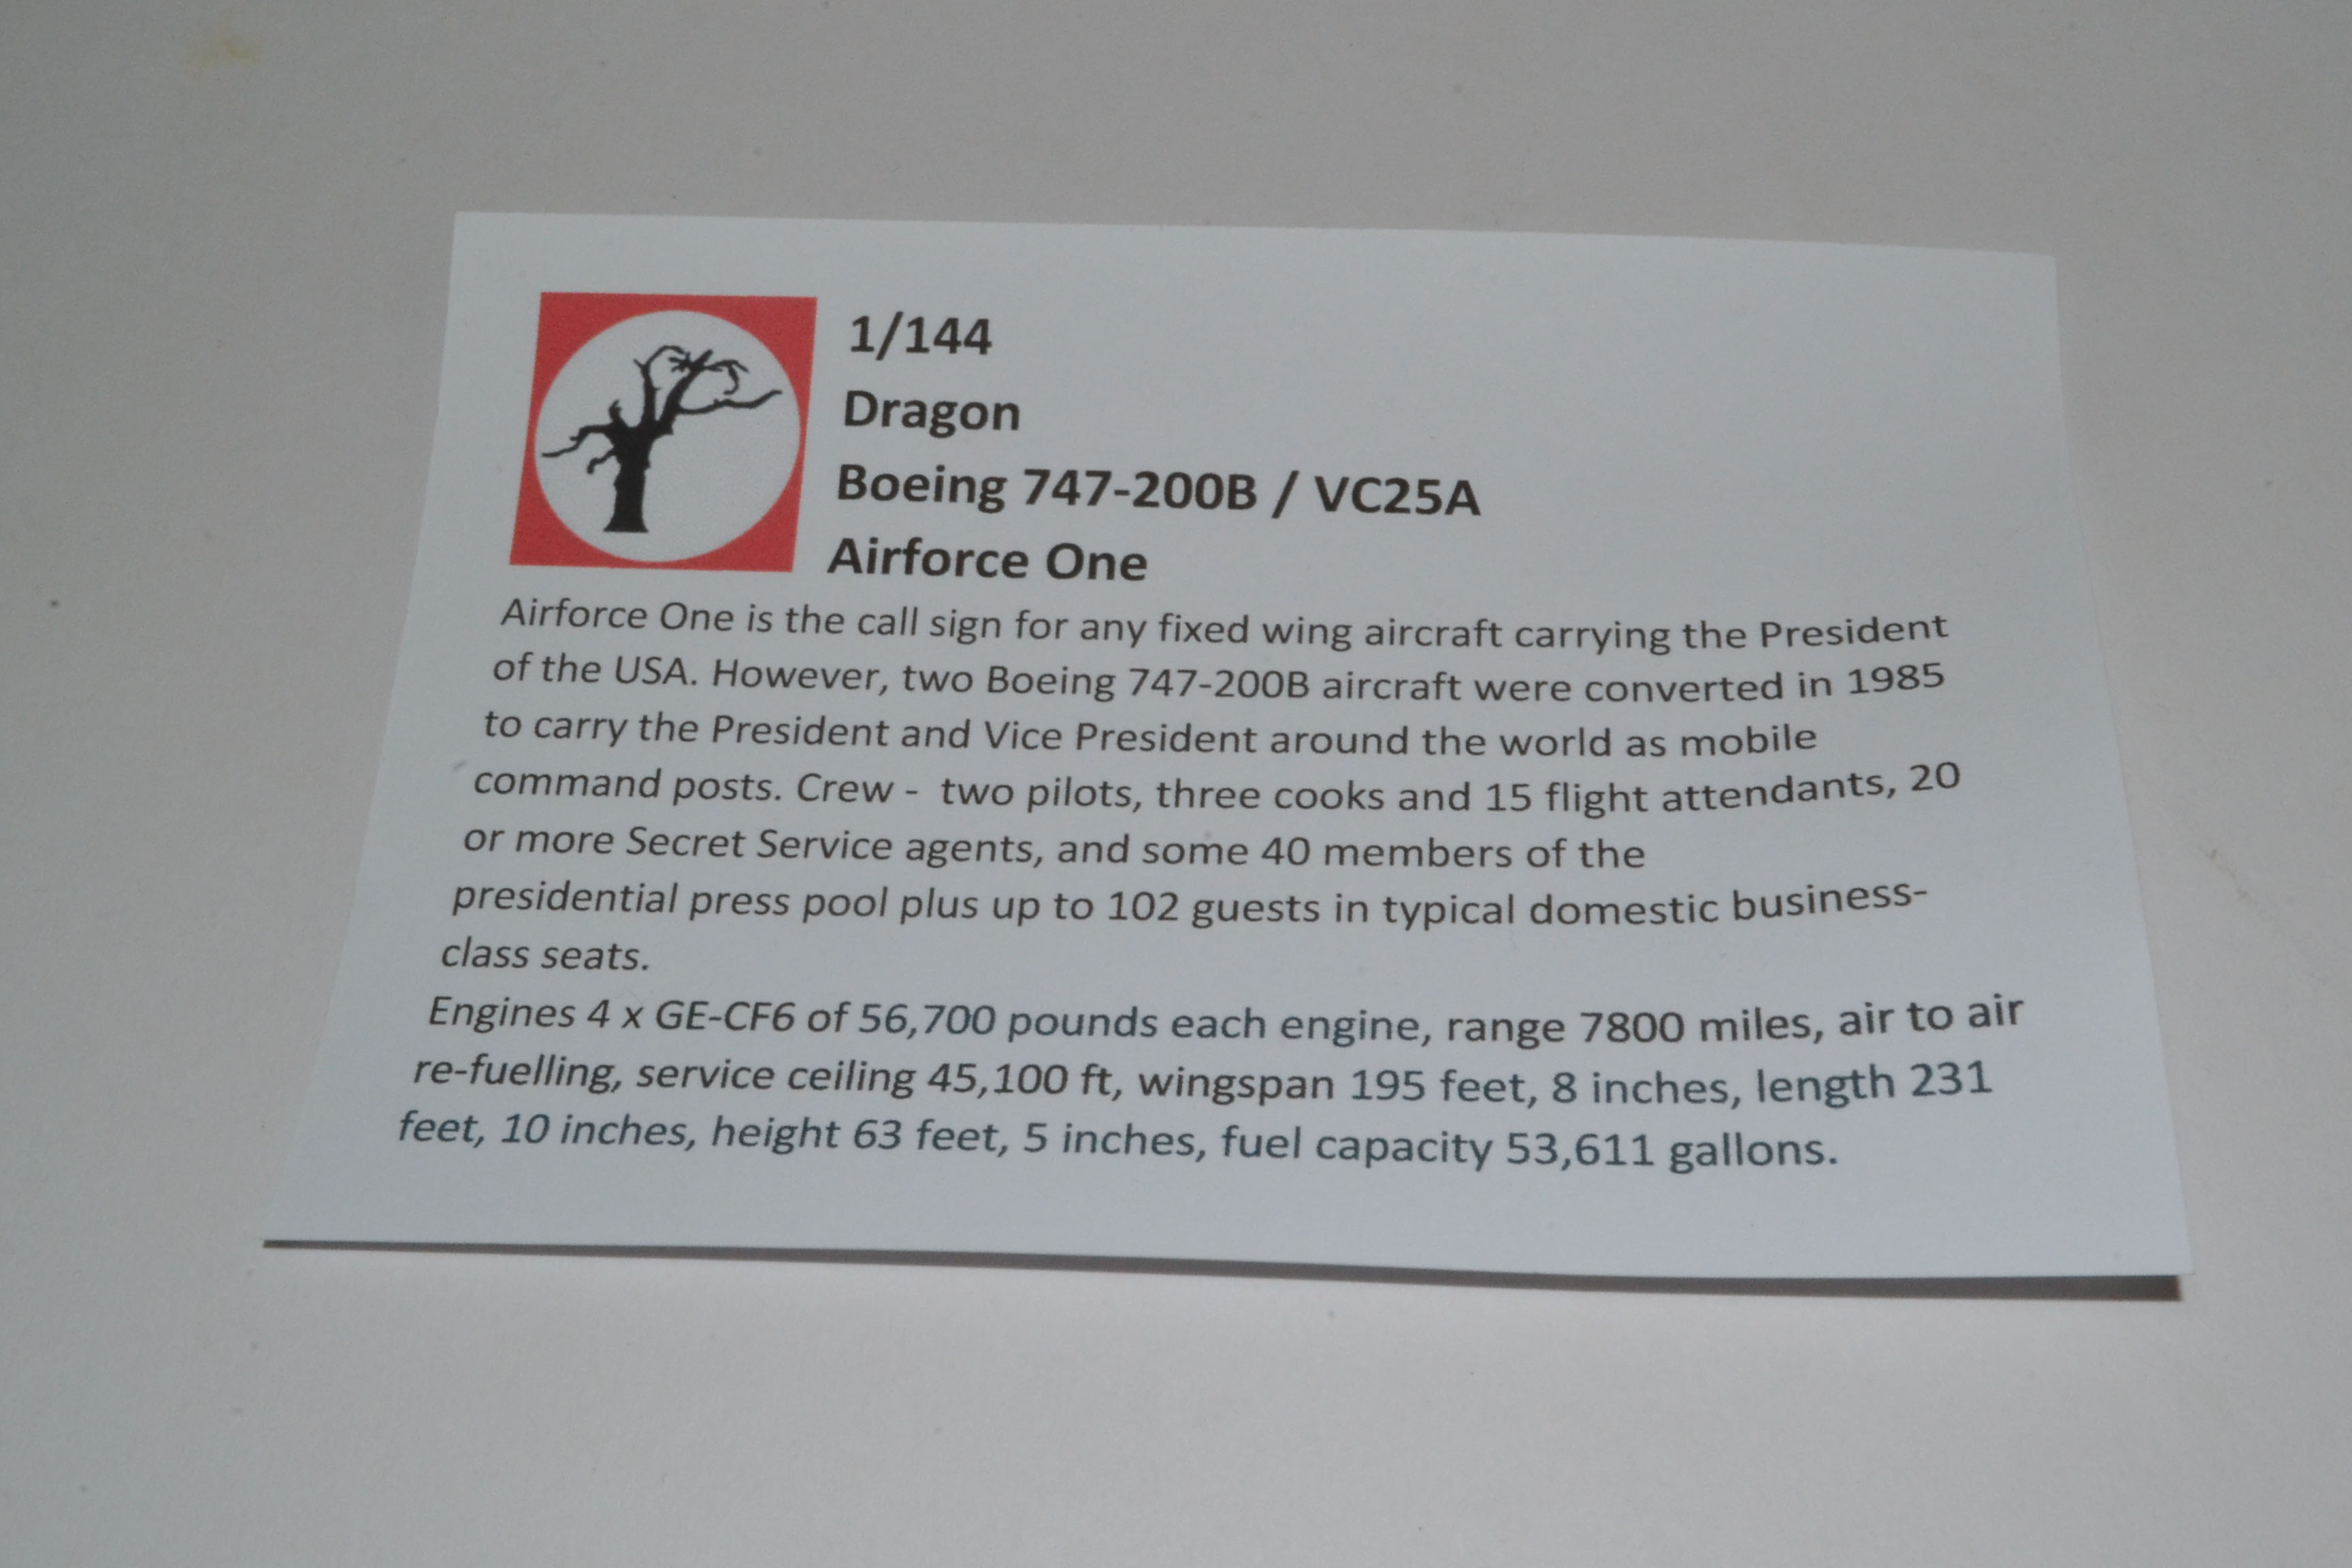 1/144
Dragon
Boeing 747-200B / VC25A
Airforce One
Airforce One is the call sign for any fixed wing aircraft carrying the President
of the USA. However, two Boeing 747-200B aircraft were converted in 1985
to carry the President and Vice President around the world as mobile
command posts. Crew -  two pilots, three cooks and 15 flight attendants, 20
or more Secret Service agents, and some 40 members of the
presidential press pool plus up to 102 guests in typical domestic business-
class seats.
Engines 4 x GE-CF6 of 56,700 pounds each engine, range 7800 miles, air to air
re-fuelling, service ceiling 45,100 ft, wingspan 195 feet, 8 inches, length 231
feet, 10 inches, height 63 feet, 5 inches, fuel capacity 53,611 gallons.